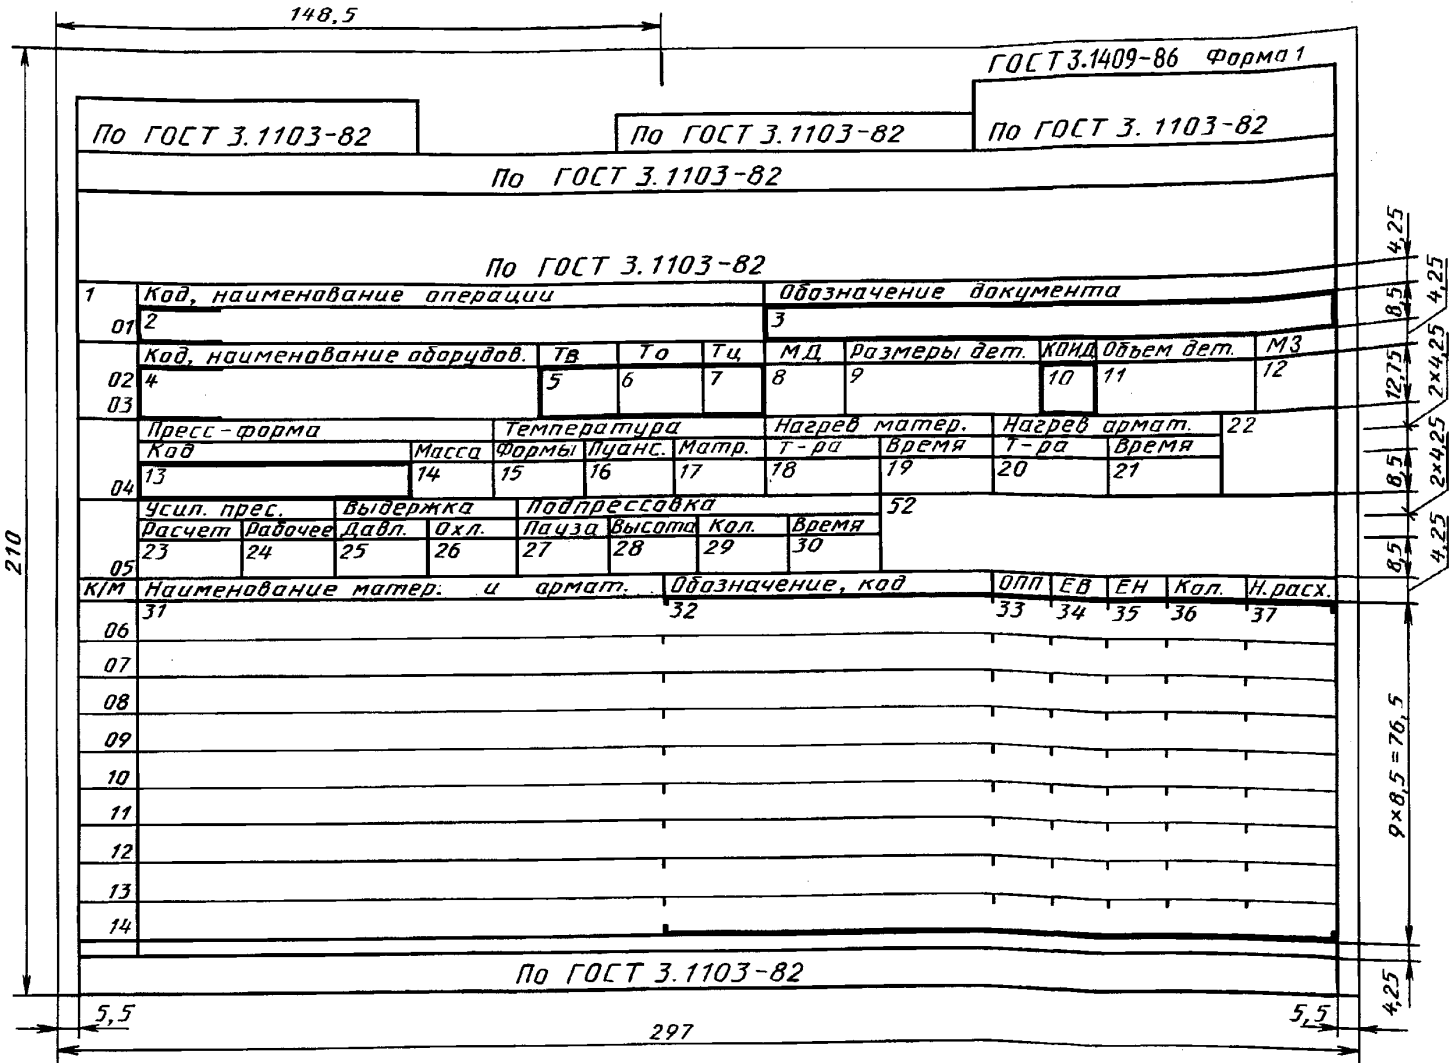 148,5
ГОСТ 3.1409-86 Форма 1
По ГОСТ 3.1103-82
По ГОСТ 3.1103-82
По ГОСТ 3.1103-82
По ГОСТ 3.1103-82
По ГОСТ 3.1103-82
4,25
1 Код, наименование операции Обозначение документа
01 2 3
8,5 4,25
Код, наименование оборудов. Тв То Тц МД Размеры дет. КОИД Объем дет. МЗ
02 4 5 6 7 8 9 10 11 12
03
12,75 2×4,25
Пресс-форма Температура Нагрев матер. Нагрев армат. 22
Код Масса Формы Пуанс. Матр. Т-ра Время Т-ра Время
04 13 14 15 16 17 18 19 20 21
8,5 2×4,25
Усил. прес. Выдержка Подпрессовка 52
Расчет Рабочее Давл. Охл. Пауза Высота Кол. Время
05 23 24 25 26 27 28 29 30
8,5 4,25
210
К/М Наименование матер. и армат. Обозначение, код ОПП ЕВ ЕН Кол. Н.расх.
31 32 33 34 35 36 37
06
07
08
09
10
11
12
13
14
9×8,5=76,5
По ГОСТ 3.1103-82
4,25
5,5 5,5
297